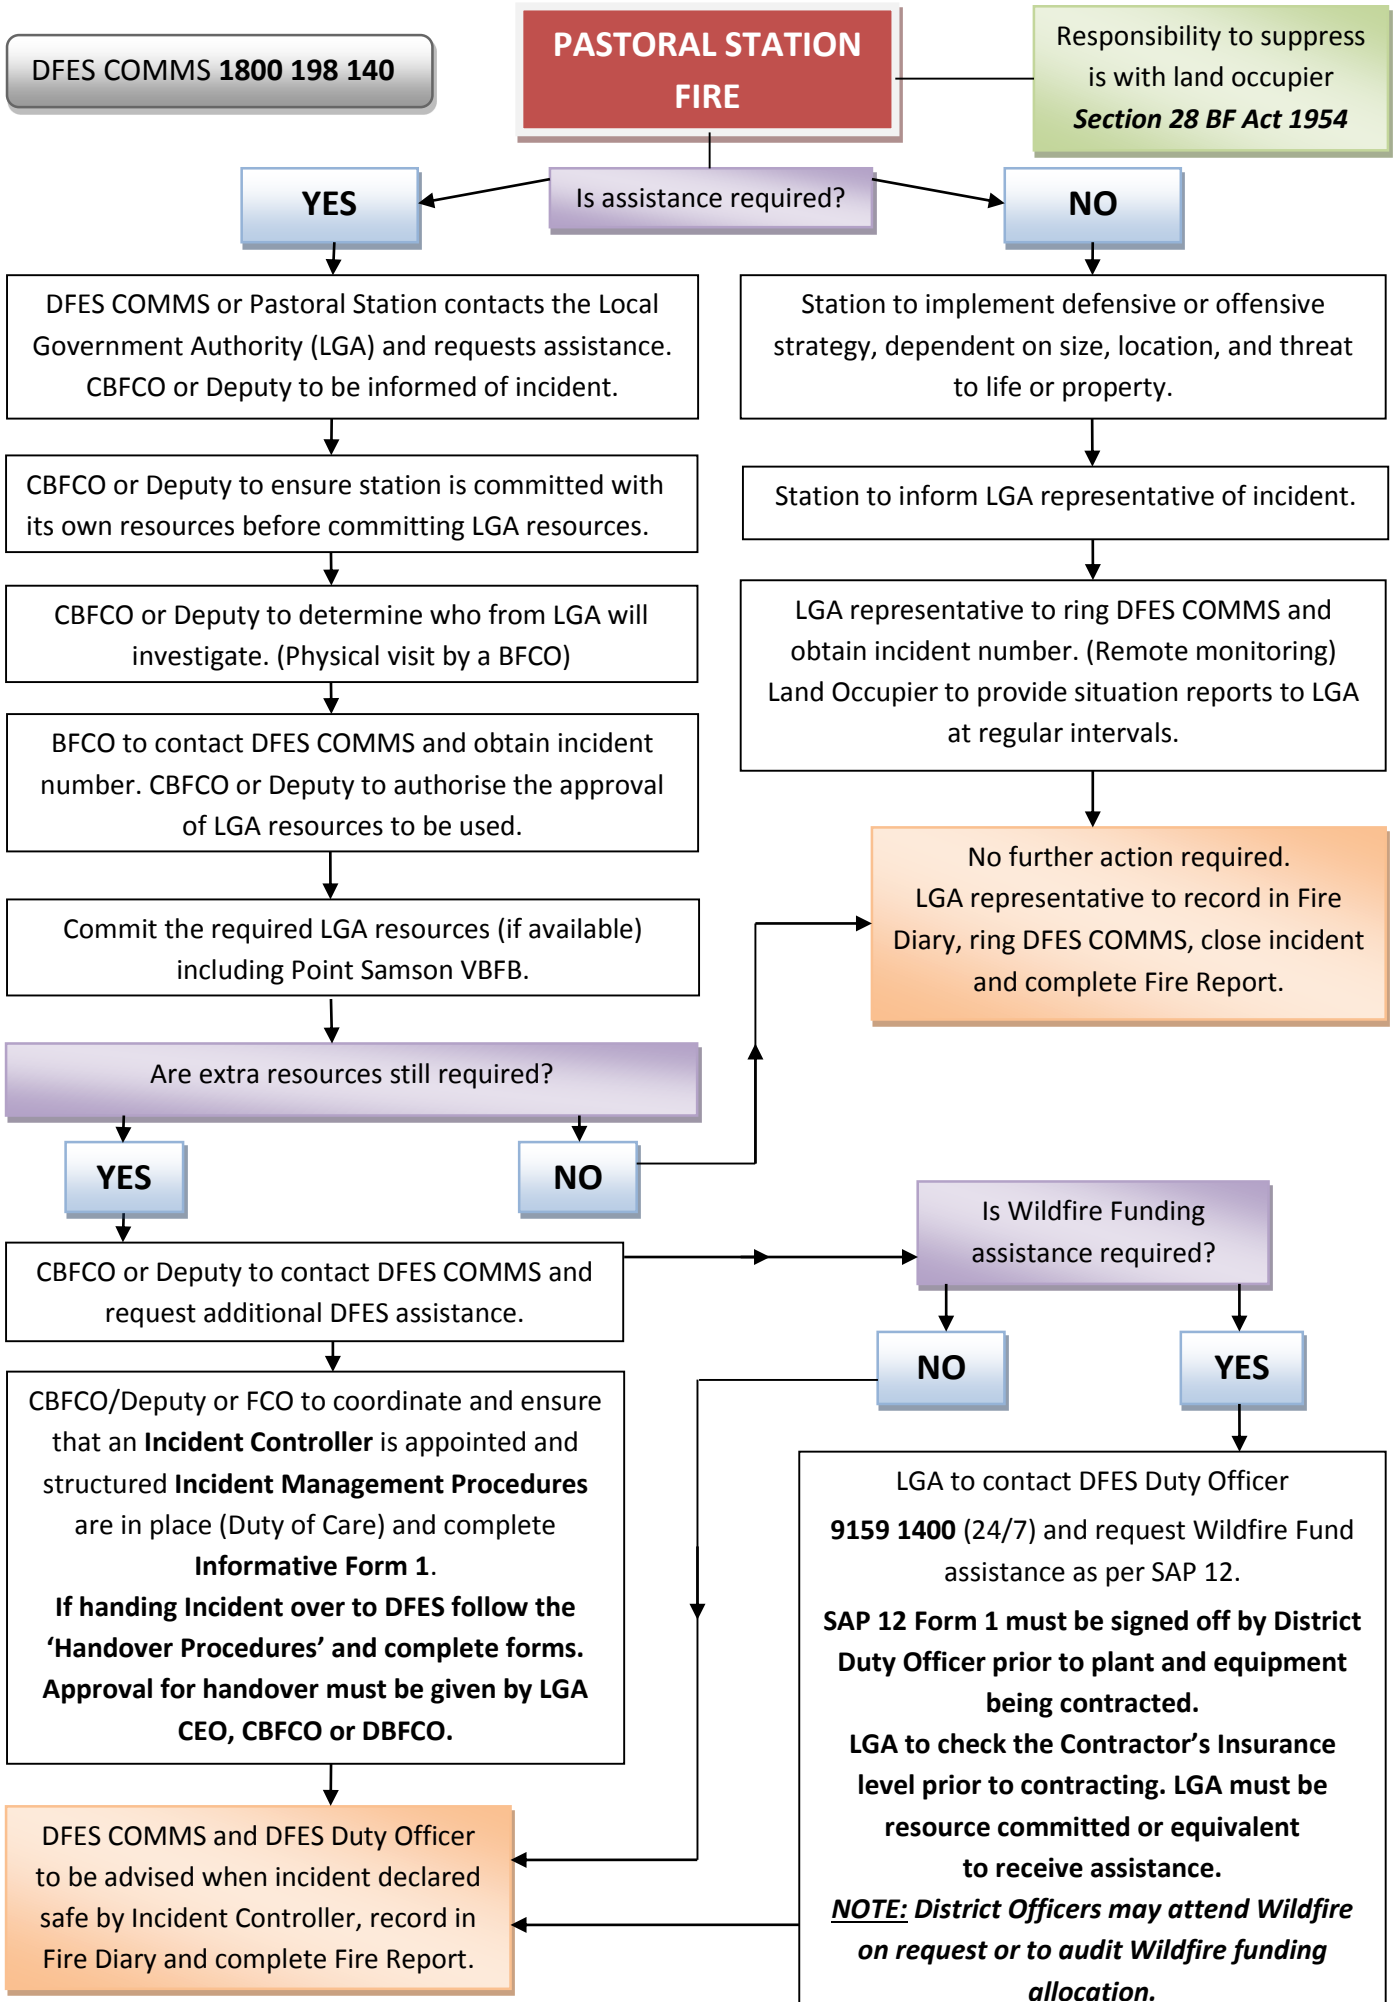 DFES COMMS 1800 198 140
PASTORAL STATION
FIRE
Responsibility to suppress
is with land occupier
Section 28 BF Act 1954
YES
Is assistance required?
NO
DFES COMMS or Pastoral Station contacts the Local
Government Authority (LGA) and requests assistance.
CBFCO or Deputy to be informed of incident.
Station to implement defensive or offensive
strategy, dependent on size, location, and threat
to life or property.
CBFCO or Deputy to ensure station is committed with
its own resources before committing LGA resources.
Station to inform LGA representative of incident.
CBFCO or Deputy to determine who from LGA will
investigate. (Physical visit by a BFCO)
LGA representative to ring DFES COMMS and
obtain incident number. (Remote monitoring)
Land Occupier to provide situation reports to LGA
at regular intervals.
BFCO to contact DFES COMMS and obtain incident
number. CBFCO or Deputy to authorise the approval
of LGA resources to be used.
No further action required.
LGA representative to record in Fire
Diary, ring DFES COMMS, close incident
and complete Fire Report.
Commit the required LGA resources (if available)
including Point Samson VBFB.
Are extra resources still required?
YES
NO
Is Wildfire Funding
assistance required?
CBFCO or Deputy to contact DFES COMMS and
request additional DFES assistance.
NO
YES
CBFCO/Deputy or FCO to coordinate and ensure
that an Incident Controller is appointed and
structured Incident Management Procedures
are in place (Duty of Care) and complete
Informative Form 1.
If handing Incident over to DFES follow the
‘Handover Procedures’ and complete forms.
Approval for handover must be given by LGA
CEO, CBFCO or DBFCO.
LGA to contact DFES Duty Officer
9159 1400 (24/7) and request Wildfire Fund
assistance as per SAP 12.
SAP 12 Form 1 must be signed off by District
Duty Officer prior to plant and equipment
being contracted.
LGA to check the Contractor’s Insurance
level prior to contracting. LGA must be
resource committed or equivalent
to receive assistance.
NOTE: District Officers may attend Wildfire
on request or to audit Wildfire funding
allocation.
DFES COMMS and DFES Duty Officer
to be advised when incident declared
safe by Incident Controller, record in
Fire Diary and complete Fire Report.